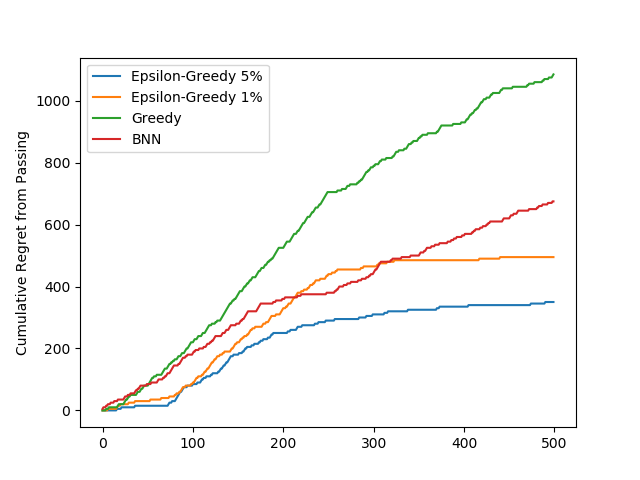 Epsilon-Greedy 5%
Epsilon-Greedy 1%
Greedy
BNN
Cumulative Regret from Passing
1000
800
600
400
200
0
0 100 200 300 400 500